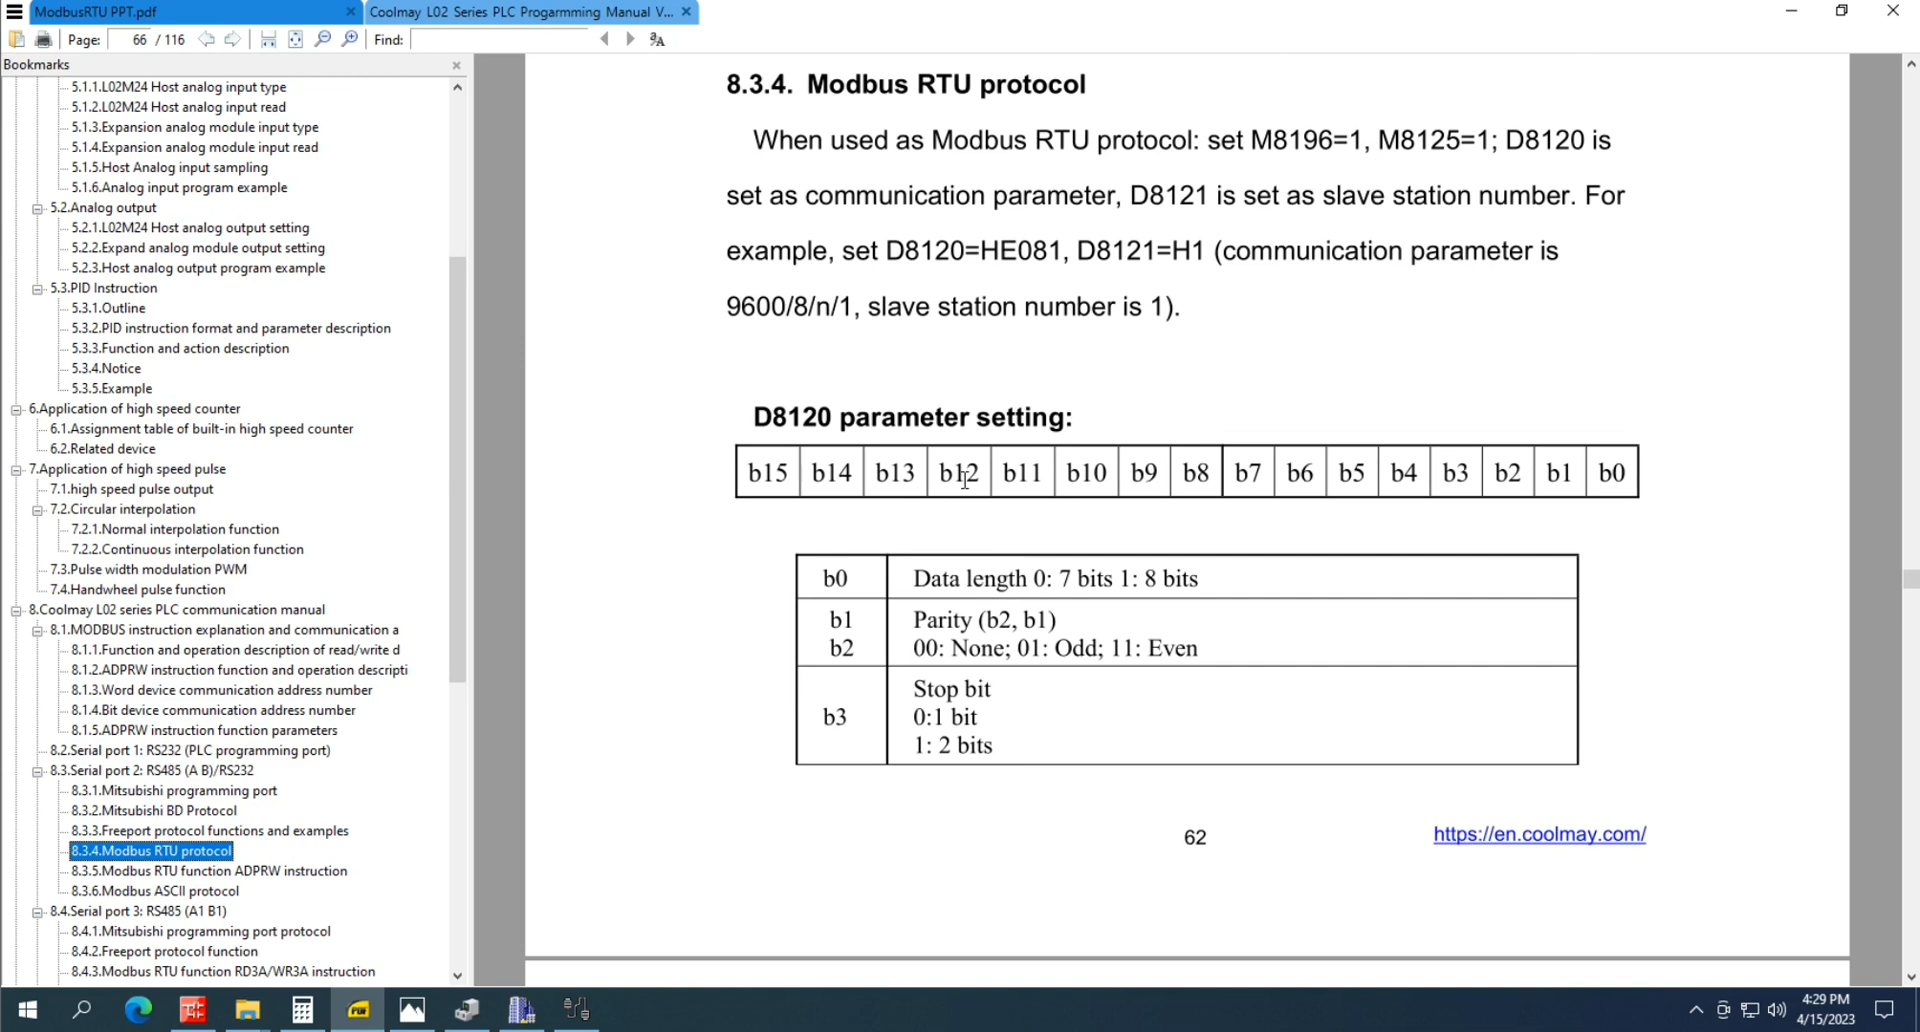 ModbusRTU PPT.pdf
Coolmay L02 Series PLC Progarmming Manual V...
Page: 66 / 116
Find:
Bookmarks
5.1.1.L02M24 Host analog input type
5.1.2.L02M24 Host analog input read
5.1.3.Expansion analog module input type
5.1.4.Expansion analog module input read
5.1.5.Host Analog input sampling
5.1.6.Analog input program example
5.2.Analog output
5.2.1.L02M24 Host analog output setting
5.2.2.Expand analog module output setting
5.2.3.Host analog output program example
5.3.PID Instruction
5.3.1.Outline
5.3.2.PID instruction format and parameter description
5.3.3.Function and action description
5.3.4.Notice
5.3.5.Example
6.Application of high speed counter
6.1.Assignment table of built-in high speed counter
6.2.Related device
7.Application of high speed pulse
7.1.high speed pulse output
7.2.Circular interpolation
7.2.1.Normal interpolation function
7.2.2.Continuous interpolation function
7.3.Pulse width modulation PWM
7.4.Handwheel pulse function
8.Coolmay L02 series PLC communication manual
8.1.MODBUS instruction explanation and communication a
8.1.1.Function and operation description of read/write d
8.1.2.ADPRW instruction function and operation descripti
8.1.3.Word device communication address number
8.1.4.Bit device communication address number
8.1.5.ADPRW instruction function parameters
8.2.Serial port 1: RS232 (PLC programming port)
8.3.Serial port 2: RS485 (A B)/RS232
8.3.1.Mitsubishi programming port
8.3.2.Mitsubishi BD Protocol
8.3.3.Freeport protocol functions and examples
8.3.4.Modbus RTU protocol
8.3.5.Modbus RTU function ADPRW instruction
8.3.6.Modbus ASCII protocol
8.4.Serial port 3: RS485 (A1 B1)
8.4.1.Mitsubishi programming port protocol
8.4.2.Freeport protocol function
8.4.3.Modbus RTU function RD3A/WR3A instruction
8.3.4. Modbus RTU protocol
When used as Modbus RTU protocol: set M8196=1, M8125=1; D8120 is
set as communication parameter, D8121 is set as slave station number. For
example, set D8120=HE081, D8121=H1 (communication parameter is
9600/8/n/1, slave station number is 1).
D8120 parameter setting:
b15 b14 b13 b12 b11 b10 b9 b8 b7 b6 b5 b4 b3 b2 b1 b0
b0 Data length 0: 7 bits 1: 8 bits
b1 Parity (b2, b1)
b2 00: None; 01: Odd; 11: Even
Stop bit
b3 0:1 bit
1: 2 bits
62 https://en.coolmay.com/
PDF
4:29 PM
4/15/2023